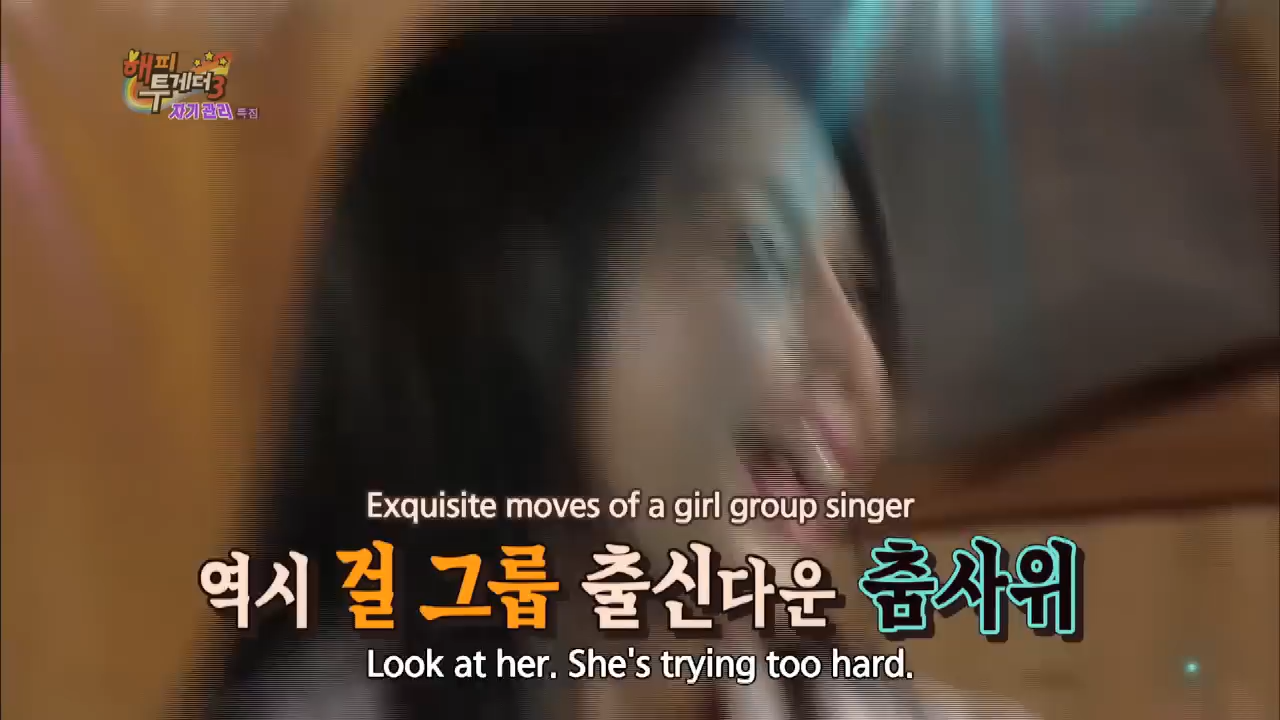 해피
투게더3
자기관리 특집
Exquisite moves of a girl group singer
역시 걸 그룹 출신다운 춤사위
Look at her. She's trying too hard.